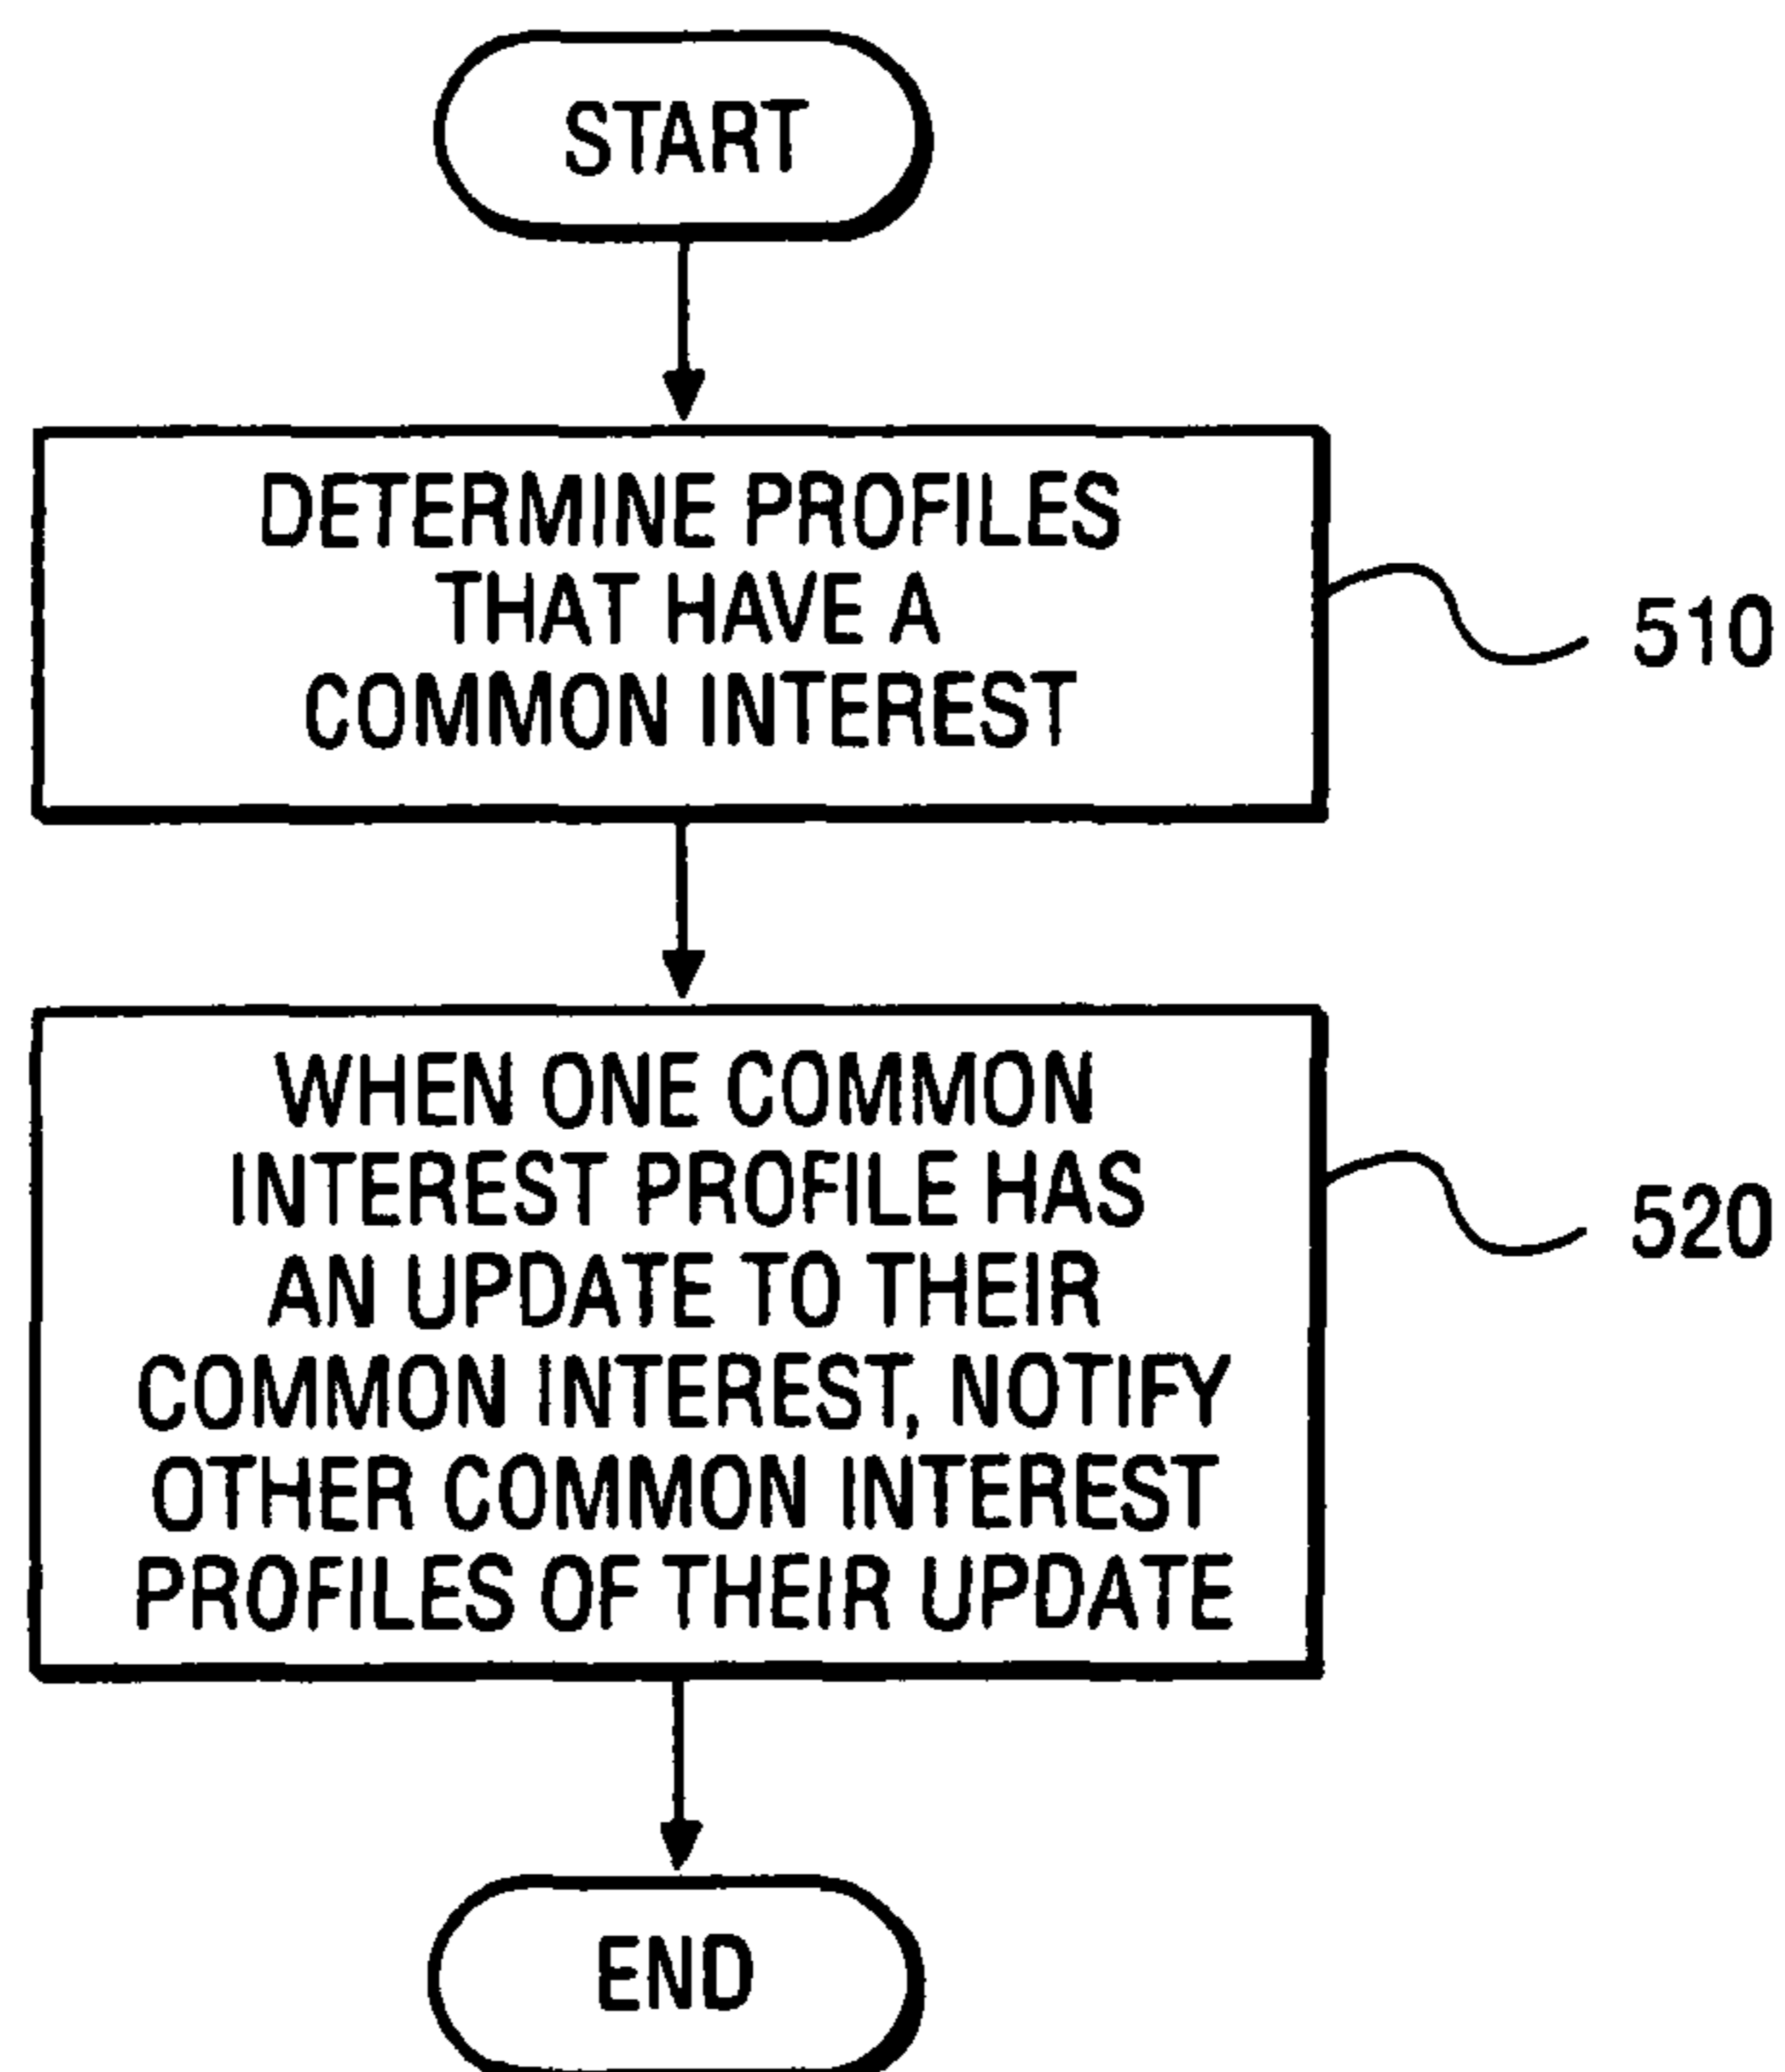 START
DETERMINE PROFILES
THAT HAVE A
COMMON INTEREST
510
WHEN ONE COMMON
INTEREST PROFILE HAS
AN UPDATE TO THEIR
COMMON INTEREST, NOTIFY
OTHER COMMON INTEREST
PROFILES OF THEIR UPDATE
520
END